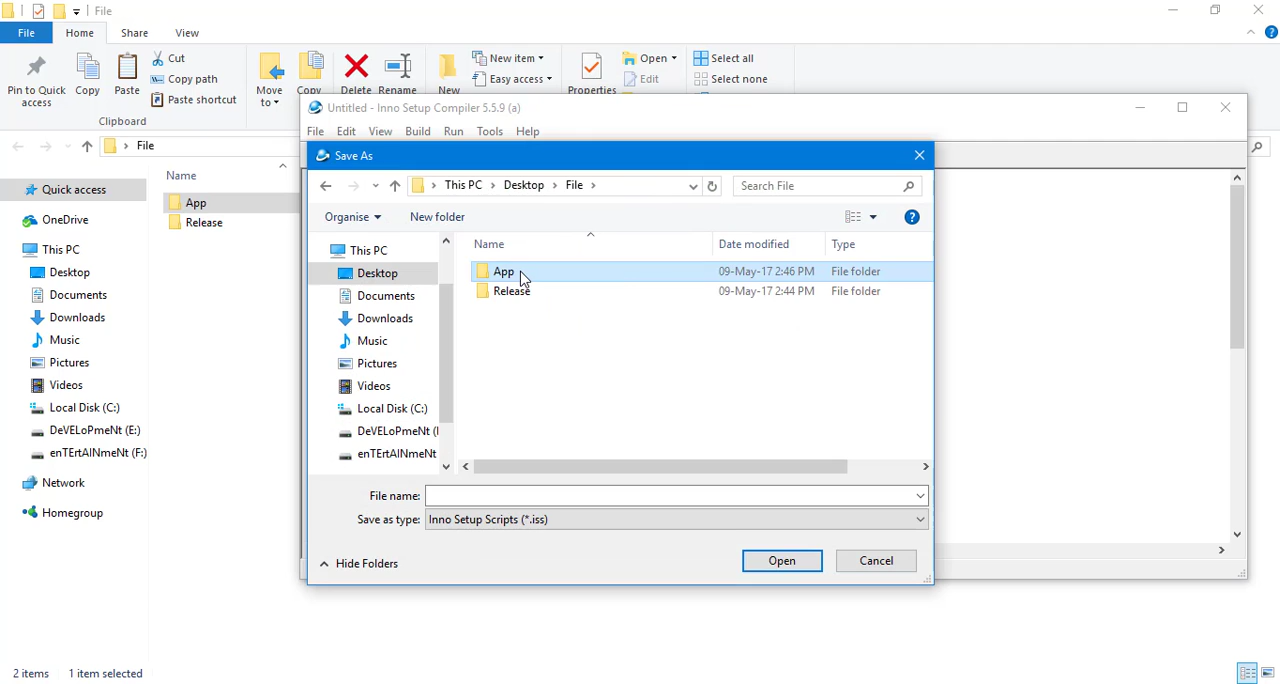 File
File Home Share View
Pin to Quick access
Copy
Paste
Cut
Copy path
Paste shortcut
Clipboard
Move to
Copy
Delete
Rename
New
New item
Easy access
Properties
Open
Edit
Select all
Select none
Untitled - Inno Setup Compiler 5.5.9 (a)
File Edit View Build Run Tools Help
File
Name
App
Release
Quick access
OneDrive
This PC
Desktop
Documents
Downloads
Music
Pictures
Videos
Local Disk (C:)
DeVELoPmeNt (E:)
enTErtAINmeNt (F:)
Network
Homegroup
Save As
This PC Desktop File
Search File
Organise New folder
Name Date modified Type
App 09-May-17 2:46 PM File folder
Release 09-May-17 2:44 PM File folder
This PC
Desktop
Documents
Downloads
Music
Pictures
Videos
Local Disk (C:)
DeVELoPmeNt (
enTErtAINmeNt
File name:
Save as type: Inno Setup Scripts (*.iss)
Hide Folders
Open Cancel
2 items 1 item selected